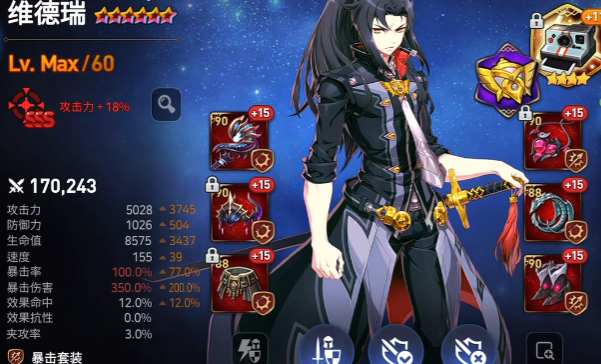 维德瑞
Lv. Max/60
+1
SSS
攻击力 + 18%
90 +15
90 +15
+15
88 +15
170,243
攻击力 5028 3745
防御力 1026 504
生命值 8575 3437
速度 155 39
暴击率 100.0% 77.0%
暴击伤害 350.0% 200.0%
效果命中 12.0% 12.0%
效果抗性 0.0%
夹攻率 3.0%
88 +15
90 +15
暴击套装